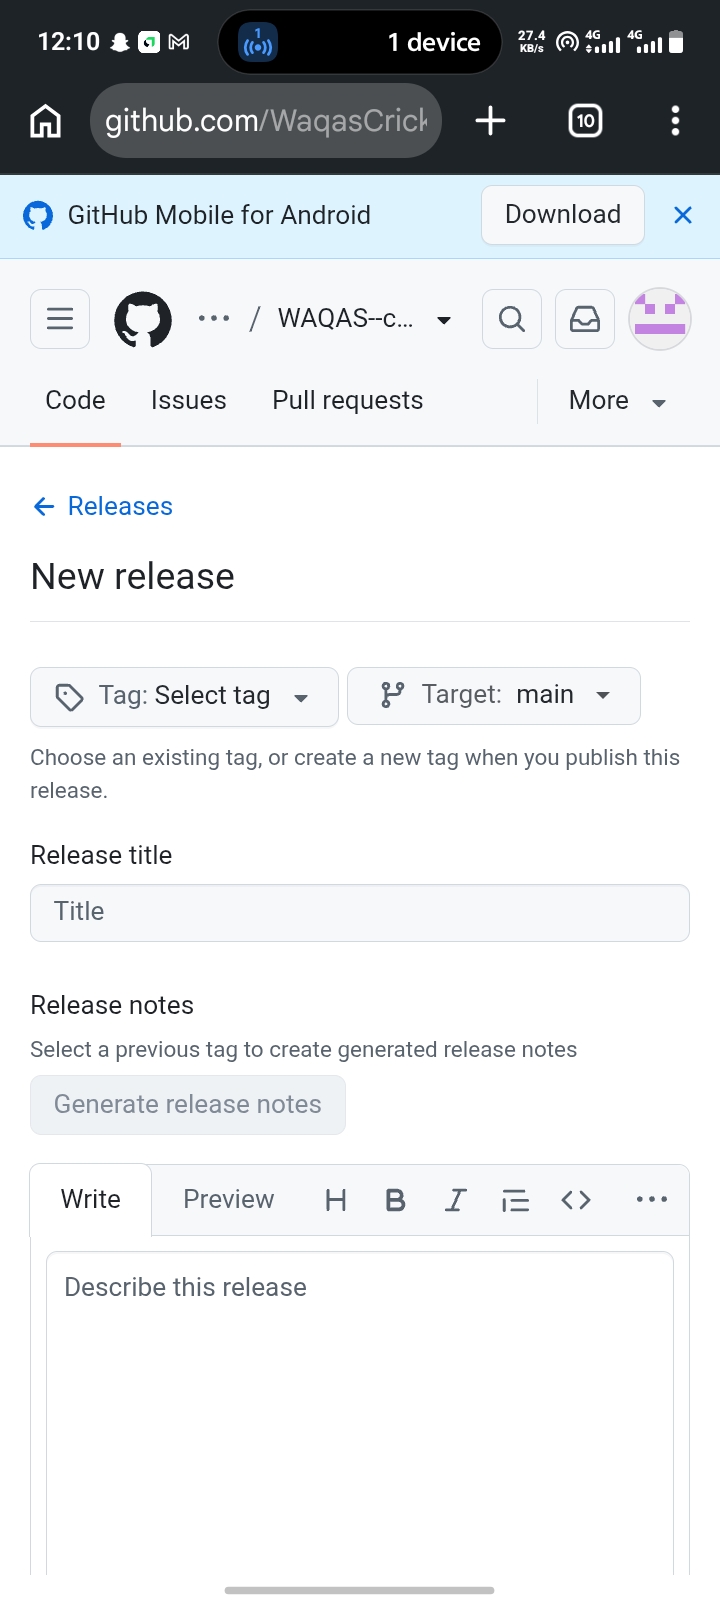 12:10
1
1 device
27.4
KB/s
4G
4G
github.com/WaqasCrick
10
GitHub Mobile for Android
Download
/ WAQAS--c...
Code
Issues
Pull requests
More
Releases
New release
Tag: Select tag
Target: main
Choose an existing tag, or create a new tag when you publish this
release.
Release title
Title
Release notes
Select a previous tag to create generated release notes
Generate release notes
Write
Preview
Describe this release